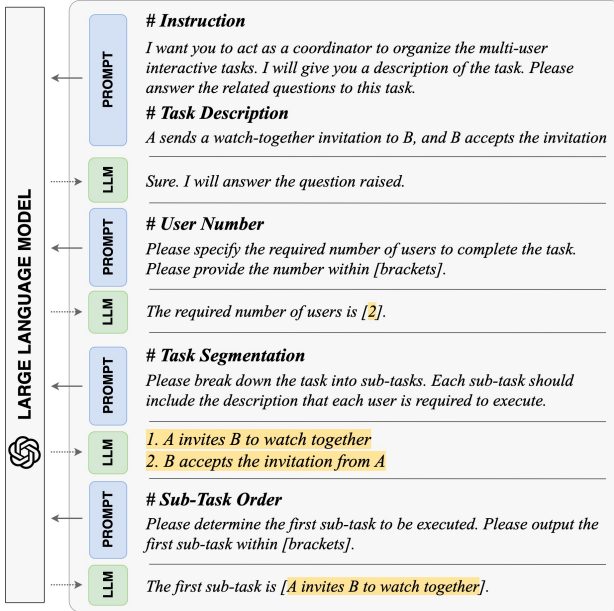 LARGE LANGUAGE MODEL
PROMPT
# Instruction
I want you to act as a coordinator to organize the multi-user
interactive tasks. I will give you a description of the task. Please
answer the related questions to this task.
# Task Description
A sends a watch-together invitation to B, and B accepts the invitation
LLM
Sure. I will answer the question raised.
PROMPT
# User Number
Please specify the required number of users to complete the task.
Please provide the number within [brackets].
LLM
The required number of users is [2].
PROMPT
# Task Segmentation
Please break down the task into sub-tasks. Each sub-task should
include the description that each user is required to execute.
LLM
1. A invites B to watch together
2. B accepts the invitation from A
PROMPT
# Sub-Task Order
Please determine the first sub-task to be executed. Please output the
first sub-task within [brackets].
LLM
The first sub-task is [A invites B to watch together].